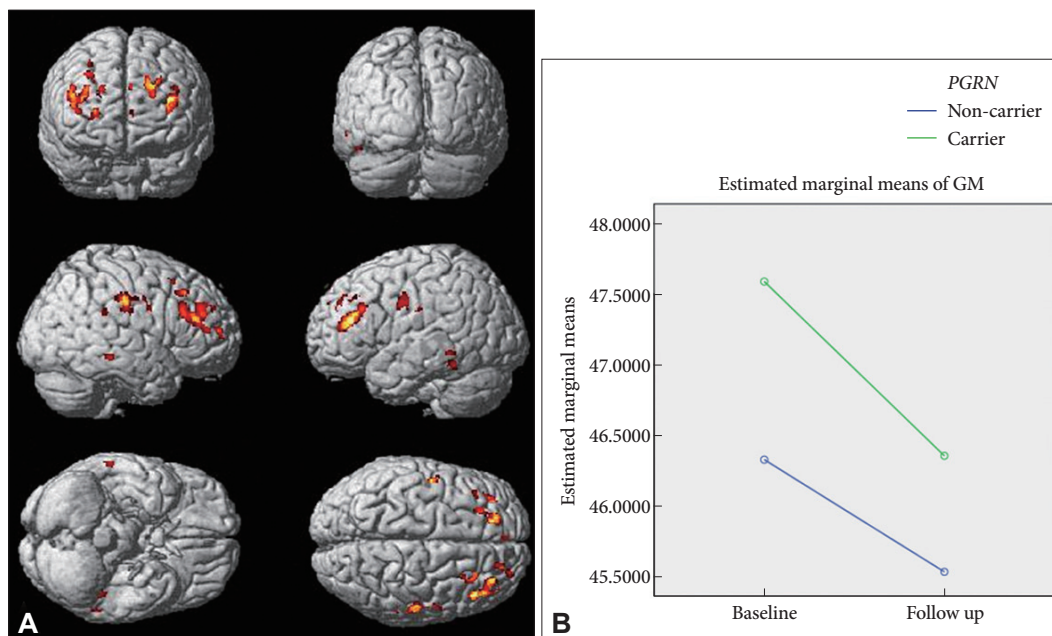 A
PGRN
Non-carrier
Carrier
Estimated marginal means of GM
Estimated marginal means
48.0000
47.5000
47.0000
46.5000
46.0000
45.5000
Baseline Follow up
B